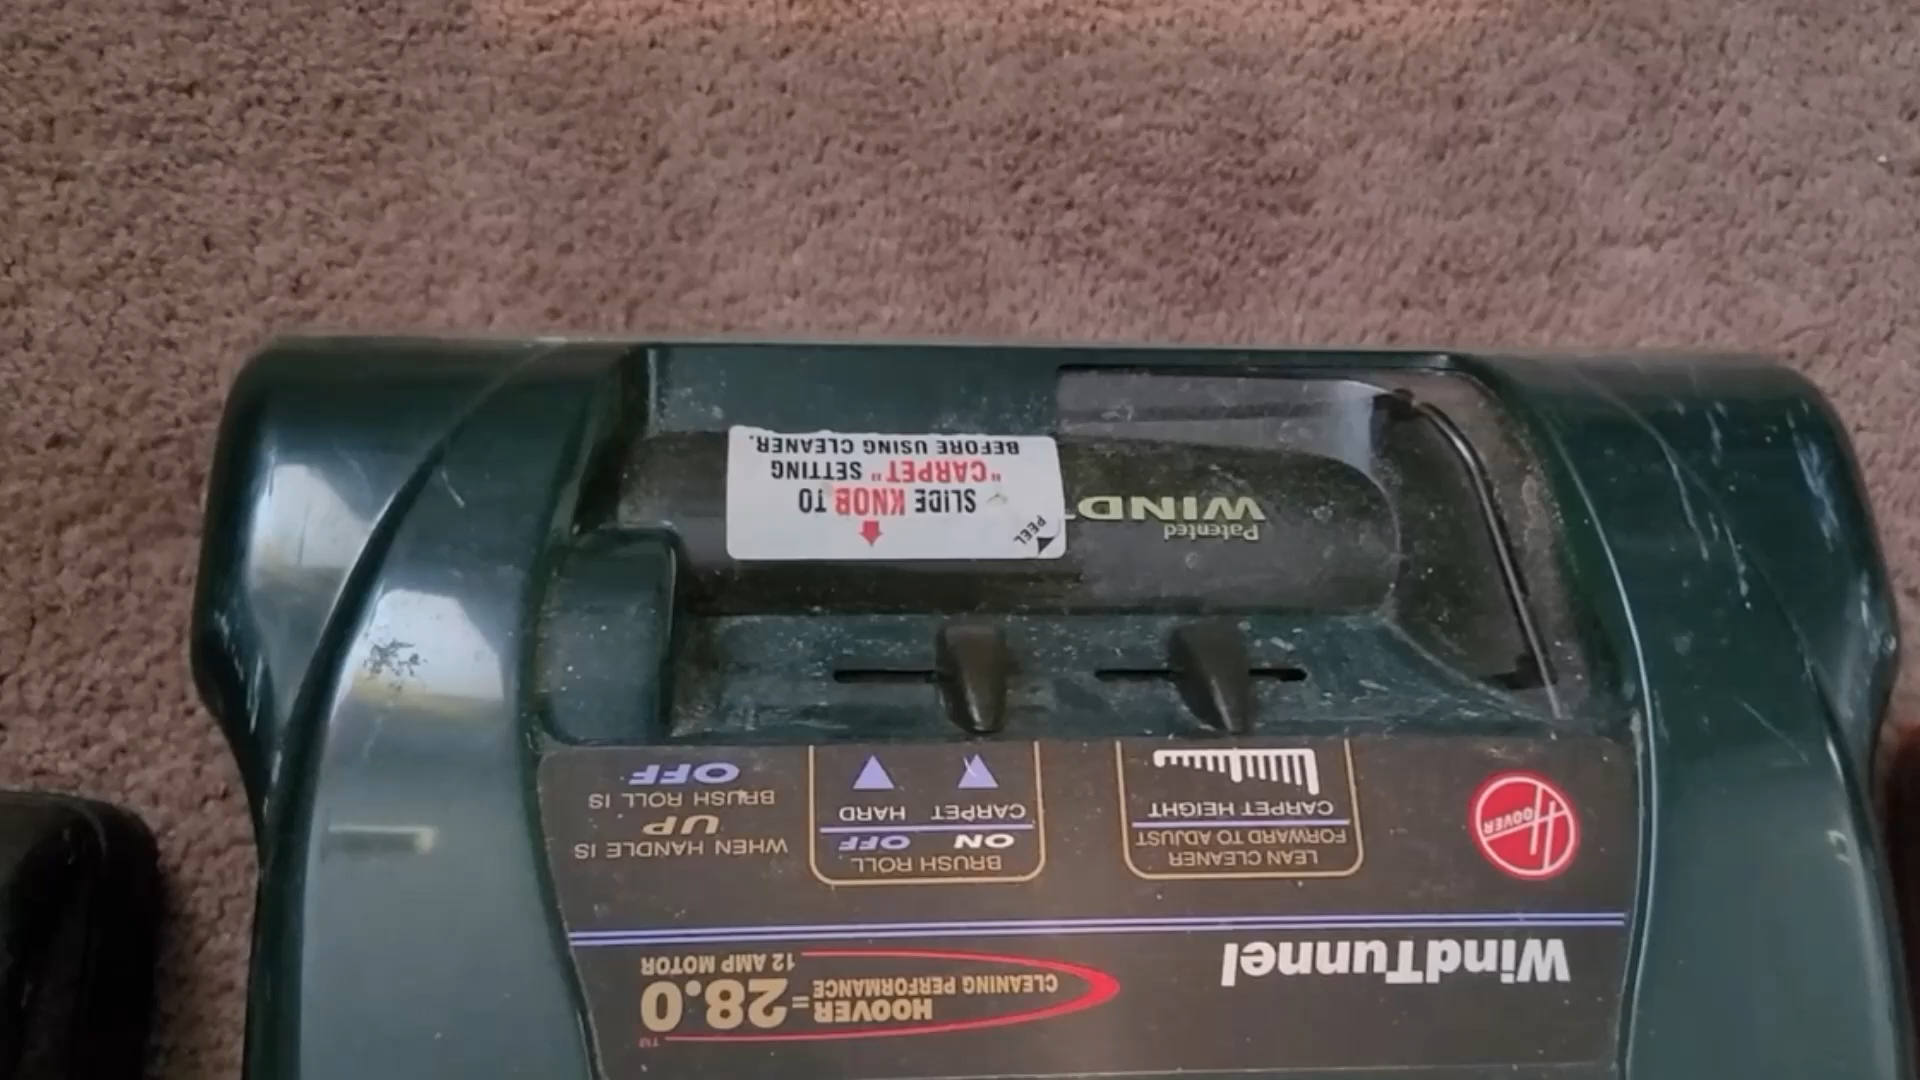 HOOVER = 28.0 TM
CLEANING PERFORMANCE
12 AMP MOTOR
WindTunnel
HOOVER
LEAN CLEANER
FORWARD TO ADJUST
CARPET HEIGHT
BRUSH ROLL
ON OFF
CARPET HARD
WHEN HANDLE IS
UP
BRUSH ROLL IS
OFF
Patented
WIND
PEEL
SLIDE KNOB TO
"CARPET" SETTING
BEFORE USING CLEANER.